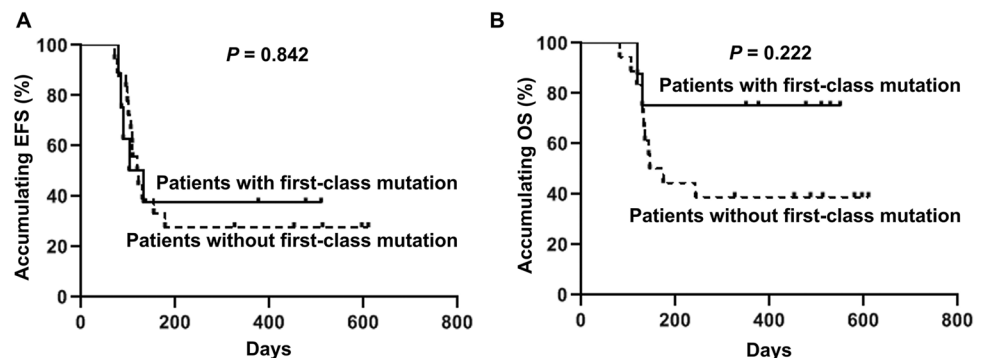 A
Accumulating EFS (%)
100
80
60
40
20
0
P = 0.842
Patients with first-class mutation
Patients without first-class mutation
0 200 400 600 800
Days
B
Accumulating OS (%)
100
80
60
40
20
0
P = 0.222
Patients with first-class mutation
Patients without first-class mutation
0 200 400 600 800
Days